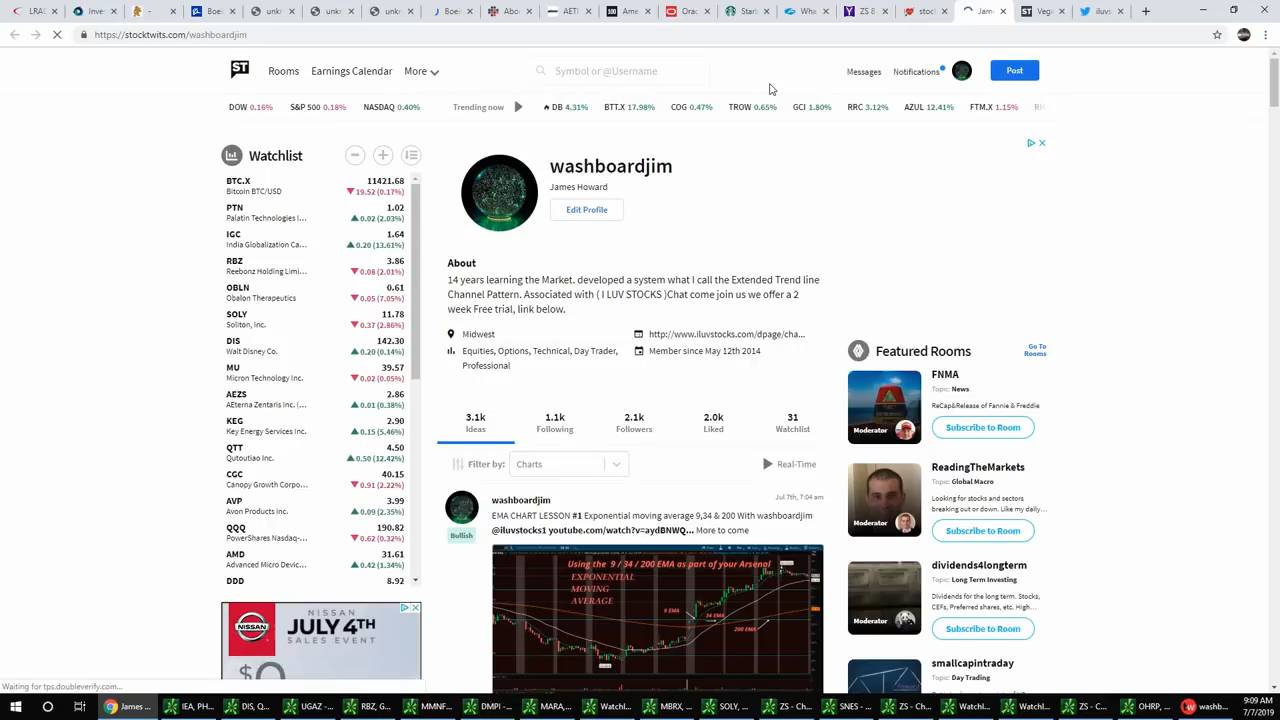 https://stocktwits.com/washboardjim
ST
Rooms
Earnings Calendar
More
Symbol or @Username
Messages
Notifications
Post
DOW 0.16%
S&P 500 0.18%
NASDAQ 0.40%
Trending now
DB 4.31%
BTT.X 17.98%
COG 0.47%
TROW 0.65%
GCI 1.80%
RRC 3.12%
AZUL 12.41%
FTM.X 1.15%
Watchlist
BTC.X 11421.68
Bitcoin BTC/USD 19.52 (0.17%)
PTN 1.02
Palatin Technologies I... 0.02 (2.03%)
IGC 1.64
India Globalization Ca... 0.20 (13.61%)
RBZ 3.86
Reebonz Holding Limi... 0.08 (2.01%)
OBLN 0.61
Obalon Therapeutics 0.05 (7.05%)
SOLY 11.78
Soliton, Inc. 0.37 (2.86%)
DIS 142.30
Walt Disney Co. 0.20 (0.14%)
MU 39.57
Micron Technology Inc. 0.02 (0.05%)
AEZS 2.86
AEterna Zentaris Inc. (... 0.01 (0.38%)
KEG 2.90
Key Energy Services Inc. 0.15 (5.46%)
QTT 4.50
Qutoutiao Inc. 0.50 (12.42%)
CGC 40.15
Canopy Growth Corpo... 0.91 (2.22%)
AVP 3.99
Avon Products Inc. 0.09 (2.35%)
QQQ 190.82
PowerShares QQQ ... 0.62 (0.32%)
AMD 31.61
Advanced Micro Devic... 0.42 (1.34%)
DDD 8.92
NISSAN
NISSAN
JULY 4TH
SALES EVENT
washboardjim
James Howard
Edit Profile
About
14 years learning the Market. developed a system what I call the Extended Trend line
Channel Pattern. Associated with ( I LUV STOCKS )Chat come join us we offer a 2
week Free trial, link below.
Midwest
http://www.iluvstocks.com/dpage/cha...
Equities, Options, Technical, Day Trader,
Professional
Member since May 12th 2014
3.1k
Ideas
1.1k
Following
2.1k
Followers
2.0k
Liked
31
Watchlist
Filter by:
Charts
Real-Time
washboardjim
Jul 7th, 7:04 am
EMA CHART LESSON #1 Exponential moving average 9,34 & 200 With washboardjim
@iluvstocks1 youtube.com/watch?v=aydBNWQ... More to come
Bullish
Using the 9 / 34 / 200 EMA as part of your Arsenal
EXPONENTIAL
MOVING
AVERAGE
9 EMA
34 EMA
200 EMA
Featured Rooms
Go To
Rooms
FNMA
Topic: News
ReCap&Release of Fannie & Freddie
Moderator
Subscribe to Room
ReadingTheMarkets
Topic: Global Macro
Looking for stocks and sectors
breaking out or down. Like my daily...
Moderator
Subscribe to Room
dividends4longterm
Topic: Long Term Investing
Dividends for the long term. Stocks,
CEFs, Preferred shares, etc. High...
Moderator
Subscribe to Room
smallcapintraday
Topic: Day Trading
Waiting for tps.doubleverify.com...
9:09 AM
7/7/2019